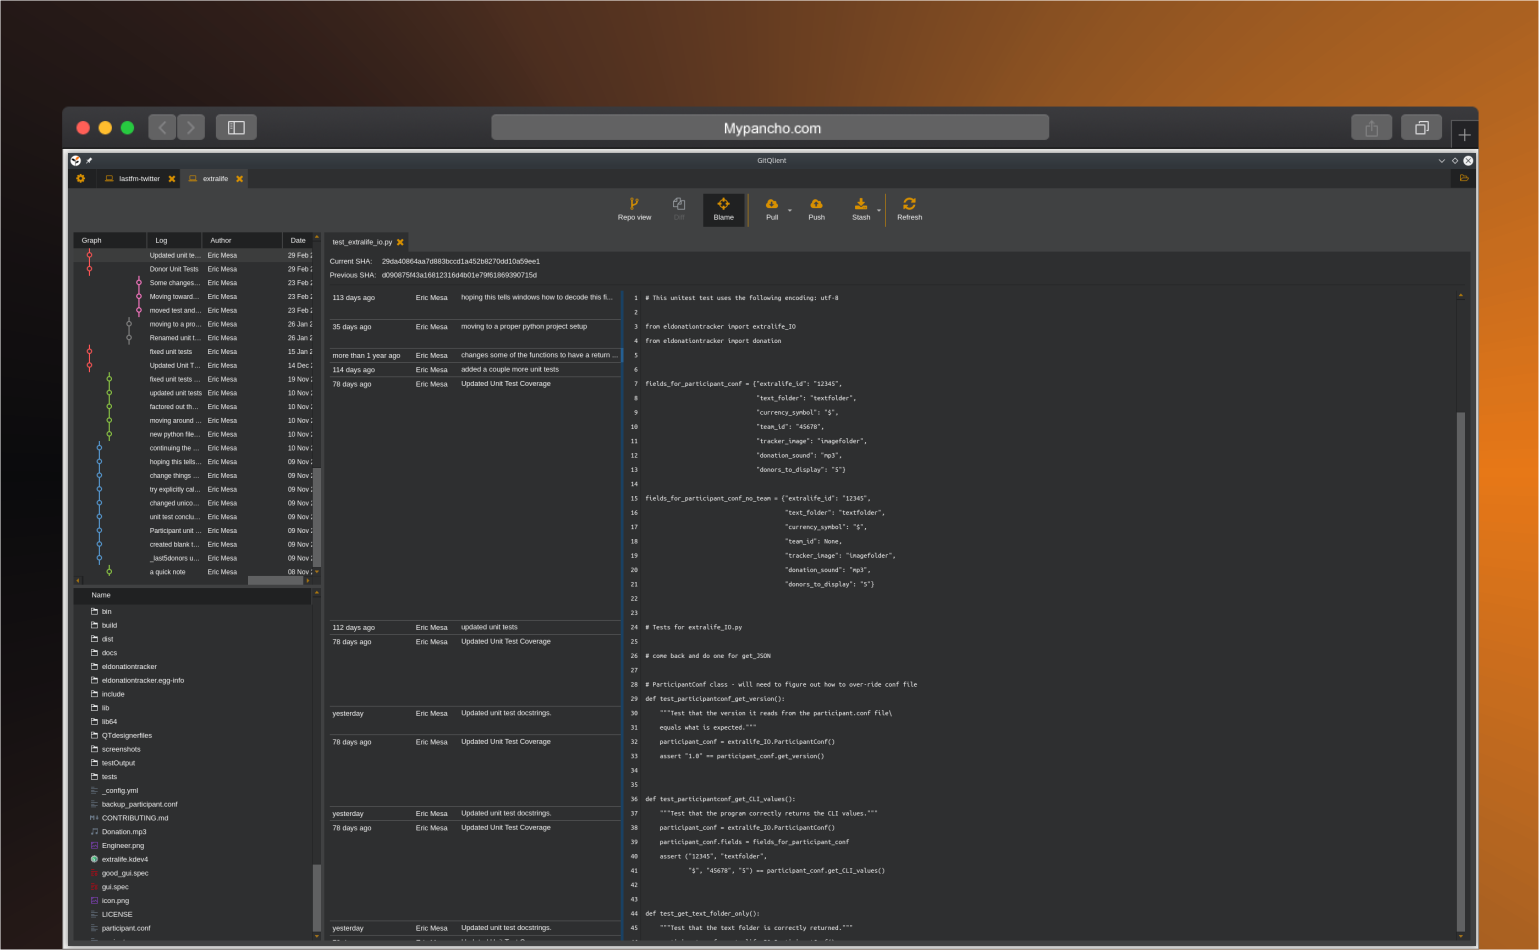 Mypancho.com
GitQlient
lastfm-twitter
extralife
Repo view
Diff
Blame
Pull
Push
Stash
Refresh
Graph Log Author Date
Updated unit te... Eric Mesa 29 Feb
Donor Unit Tests Eric Mesa 29 Feb
Some changes... Eric Mesa 23 Feb
Moving toward... Eric Mesa 23 Feb
moved test and... Eric Mesa 23 Feb
moving to a pro... Eric Mesa 26 Jan
Renamed unit t... Eric Mesa 26 Jan
fixed unit tests Eric Mesa 15 Jan
Updated Unit T... Eric Mesa 14 Dec
fixed unit tests ... Eric Mesa 19 Nov
updated unit tests Eric Mesa 10 Nov
factored out th... Eric Mesa 10 Nov
moving around ... Eric Mesa 10 Nov
new python file... Eric Mesa 10 Nov
continuing the ... Eric Mesa 10 Nov
hoping this tells... Eric Mesa 09 Nov
change things ... Eric Mesa 09 Nov
try explicitly cal... Eric Mesa 09 Nov
changed unico... Eric Mesa 09 Nov
unit test conclu... Eric Mesa 09 Nov
Participant unit ... Eric Mesa 09 Nov
created blank t... Eric Mesa 09 Nov
_last5donors u... Eric Mesa 09 Nov
a quick note Eric Mesa 08 Nov
Name
bin
build
dist
docs
eldonationtracker
eldonationtracker.egg-info
include
lib
lib64
QTdesignerfiles
screenshots
testOutput
tests
_config.yml
backup_participant.conf
CONTRIBUTING.md
Donation.mp3
Engineer.png
extralife.kdev4
good_gui.spec
gui.spec
icon.png
LICENSE
participant.conf
test_extralife_io.py
Current SHA: 29da40864aa7d883bccd1a452b8270dd10a59ee1
Previous SHA: d090875f43a16812316d4b01e79f61869390715d
113 days ago Eric Mesa hoping this tells windows how to decode this fi...
35 days ago Eric Mesa moving to a proper python project setup
more than 1 year ago Eric Mesa changes some of the functions to have a return ...
114 days ago Eric Mesa added a couple more unit tests
78 days ago Eric Mesa Updated Unit Test Coverage
112 days ago Eric Mesa updated unit tests
78 days ago Eric Mesa Updated Unit Test Coverage
yesterday Eric Mesa Updated unit test docstrings.
78 days ago Eric Mesa Updated Unit Test Coverage
yesterday Eric Mesa Updated unit test docstrings.
78 days ago Eric Mesa Updated Unit Test Coverage
yesterday Eric Mesa Updated unit test docstrings.
1 # This unitest test uses the following encoding: utf-8
2
3 from eldonationtracker import extralife_IO
4 from eldonationtracker import donation
5
6
7 fields_for_participant_conf = {"extralife_id": "12345",
8 "text_folder": "textfolder",
9 "currency_symbol": "$",
10 "team_id": "45678",
11 "tracker_image": "imagefolder",
12 "donation_sound": "mp3",
13 "donors_to_display": "5"}
14
15 fields_for_participant_conf_no_team = {"extralife_id": "12345",
16 "text_folder": "textfolder",
17 "currency_symbol": "$",
18 "team_id": None,
19 "tracker_image": "imagefolder",
20 "donation_sound": "mp3",
21 "donors_to_display": "5"}
22
23
24 # Tests for extralife_IO.py
25
26 # come back and do one for get_JSON
27
28 # ParticipantConf class - will need to figure out how to over-ride conf file
29 def test_participantconf_get_version():
30 """Test that the version it reads from the participant.conf file\
31 equals what is expected."""
32 participant_conf = extralife_IO.ParticipantConf()
33 assert "1.0" == participant_conf.get_version()
34
35
36 def test_participantconf_get_CLI_values():
37 """Test that the program correctly returns the CLI values."""
38 participant_conf = extralife_IO.ParticipantConf()
39 participant_conf.fields = fields_for_participant_conf
40 assert ("12345", "textfolder",
41 "$", "45678", "5") == participant_conf.get_CLI_values()
42
43
44 def test_get_text_folder_only():
45 """Test that the text folder is correctly returned."""